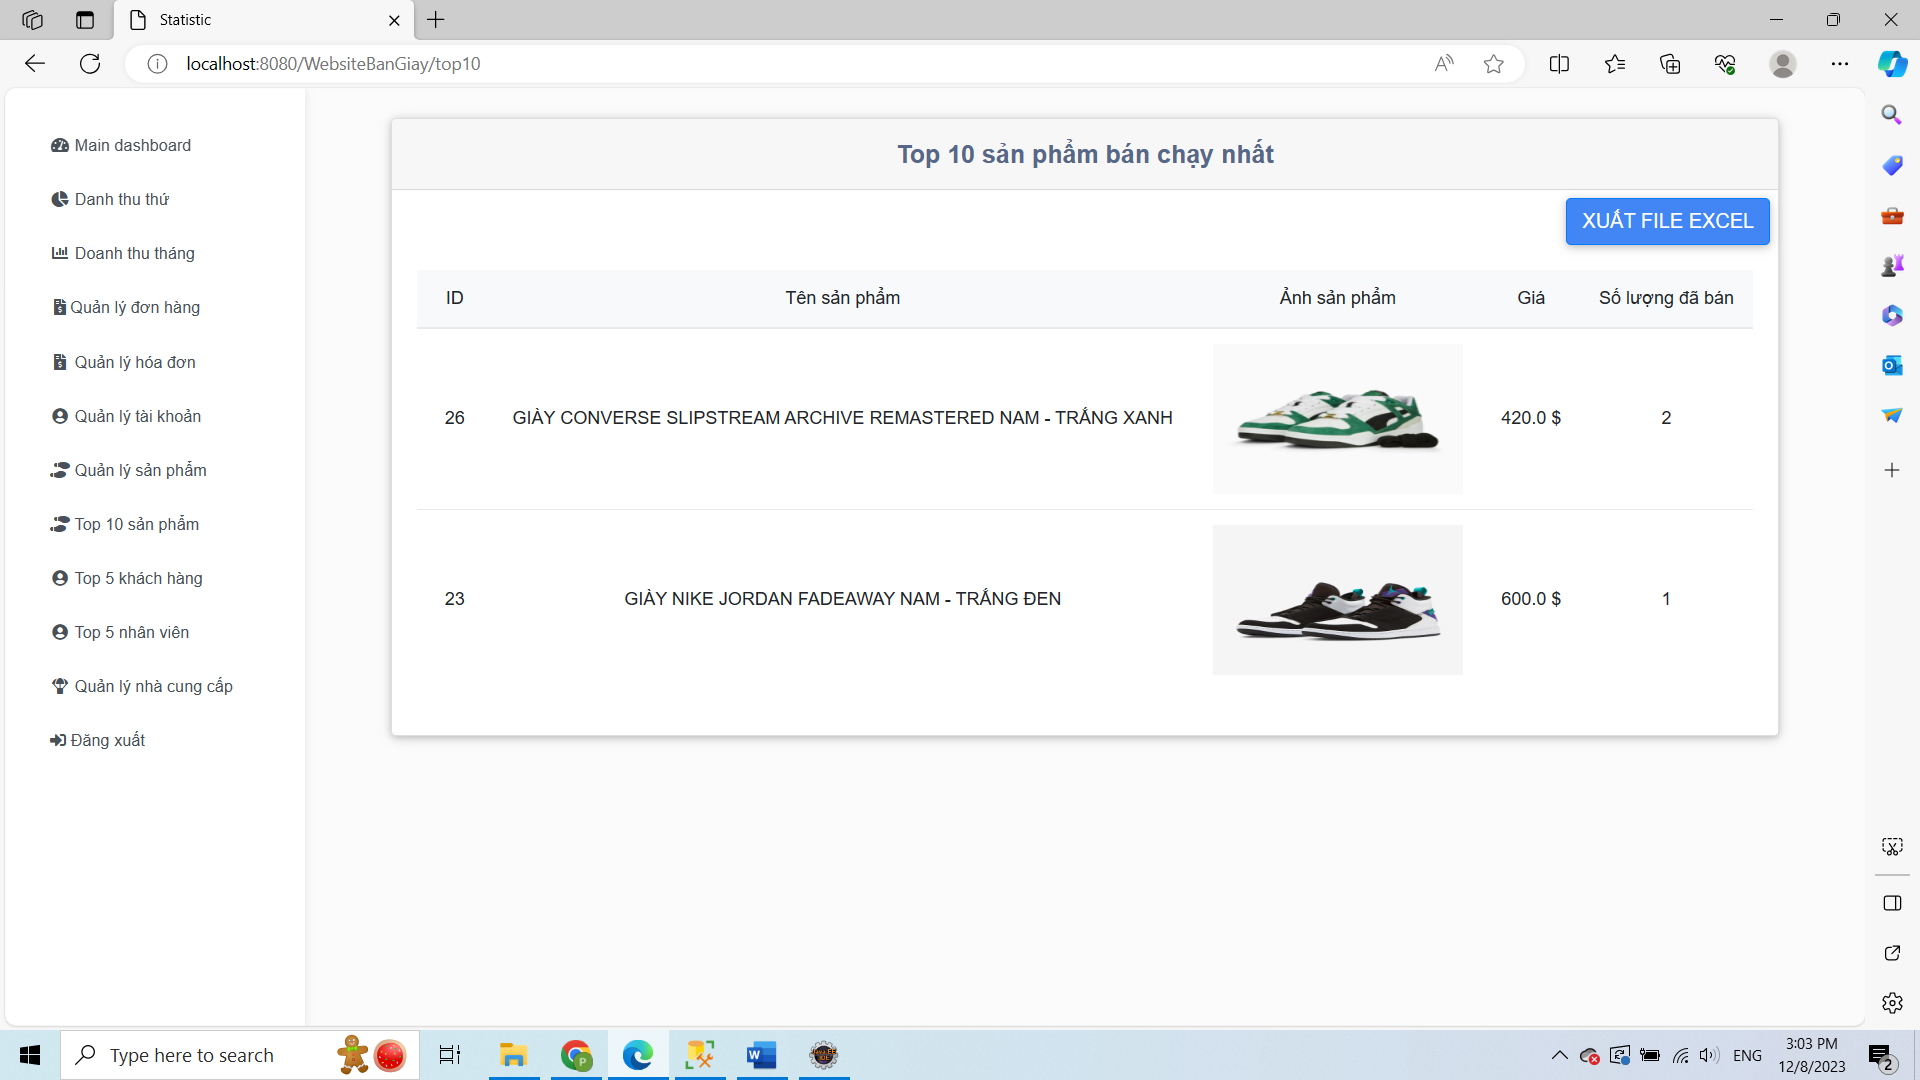 Statistic
localhost:8080/WebsiteBanGiay/top10
Main dashboard
Danh thu thứ
Doanh thu tháng
Quản lý đơn hàng
Quản lý hóa đơn
Quản lý tài khoản
Quản lý sản phẩm
Top 10 sản phẩm
Top 5 khách hàng
Top 5 nhân viên
Quản lý nhà cung cấp
Đăng xuất
Top 10 sản phẩm bán chạy nhất
XUẤT FILE EXCEL
ID Tên sản phẩm Ảnh sản phẩm Giá Số lượng đã bán
26 GIÀY CONVERSE SLIPSTREAM ARCHIVE REMASTERED NAM - TRẮNG XANH 420.0 $ 2
23 GIÀY NIKE JORDAN FADEAWAY NAM - TRẮNG ĐEN 600.0 $ 1
Type here to search
ENG
3:03 PM
12/8/2023
2